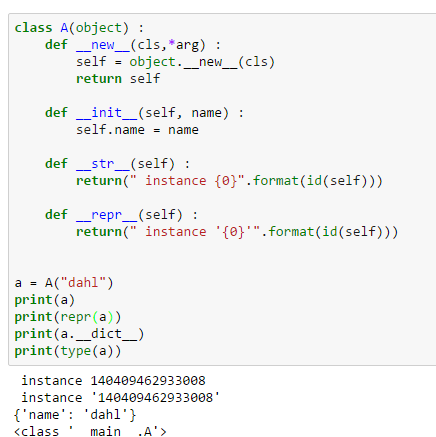 class A(object) :
    def __new__(cls,*arg) :
        self = object.__new__(cls)
        return self

    def __init__(self, name) :
        self.name = name

    def __str__(self) :
        return(" instance {0}".format(id(self)))

    def __repr__(self) :
        return(" instance '{0}'".format(id(self)))


a = A("dahl")
print(a)
print(repr(a))
print(a.__dict__)
print(type(a))
 instance 140409462933008
 instance '140409462933008'
{'name': 'dahl'}
<class '__main__.A'>